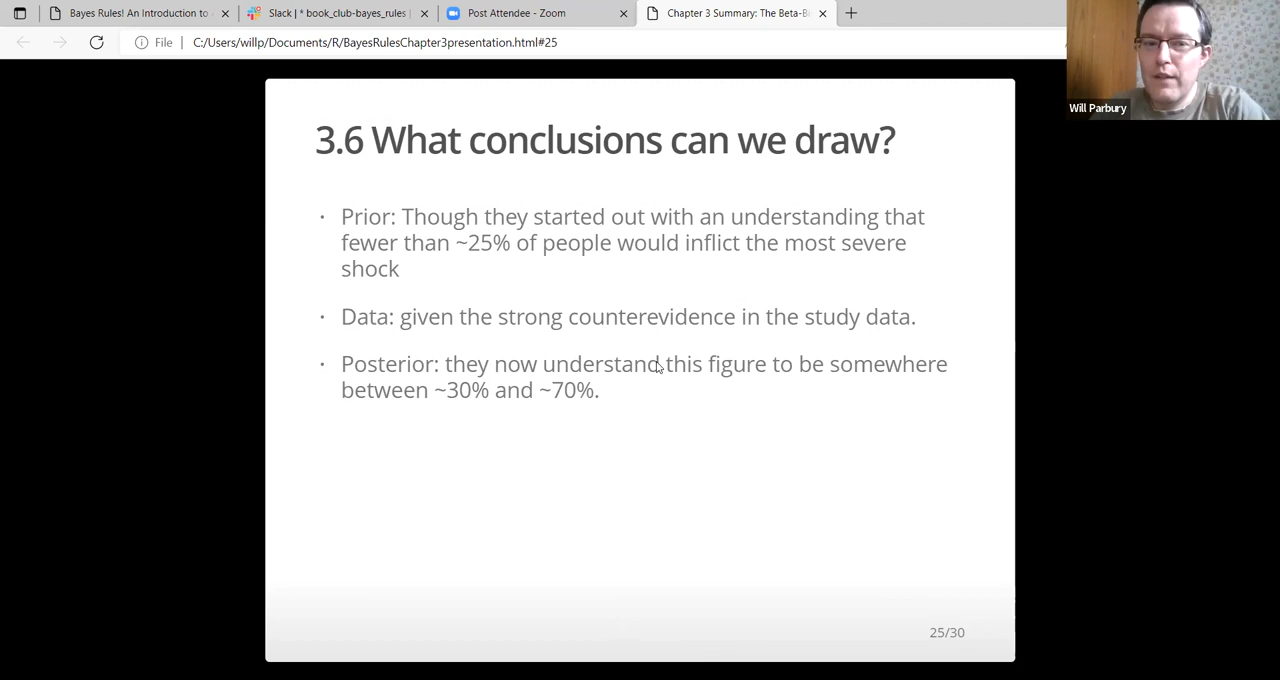 Bayes Rules! An Introduction to
Slack | * book_club-bayes_rules |
Post Attendee - Zoom
Chapter 3 Summary: The Beta-Bi
File
C:/Users/willp/Documents/R/BayesRulesChapter3presentation.html#25
Will Parbury
3.6 What conclusions can we draw?
· Prior: Though they started out with an understanding that
fewer than ~25% of people would inflict the most severe
shock
· Data: given the strong counterevidence in the study data.
· Posterior: they now understand this figure to be somewhere
between ~30% and ~70%.
25/30